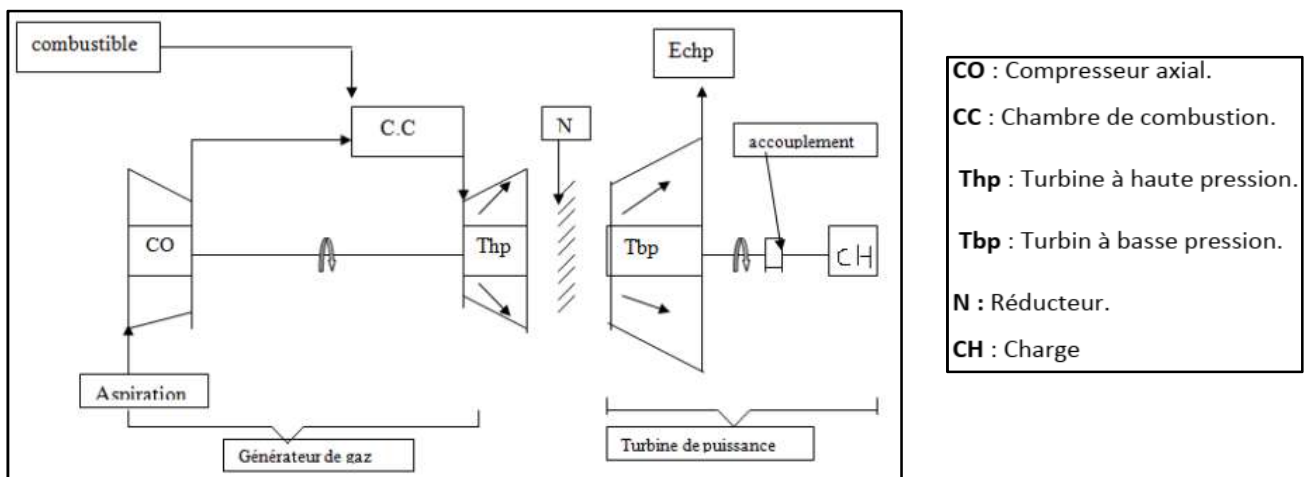 combustible
Echp
C.C
N
accouplement
CO
Thp
Tbp
CH
Aspiration
Générateur de gaz
Turbine de puissance
CO : Compresseur axial.
CC : Chambre de combustion.
Thp : Turbine à haute pression.
Tbp : Turbin à basse pression.
N : Réducteur.
CH : Charge